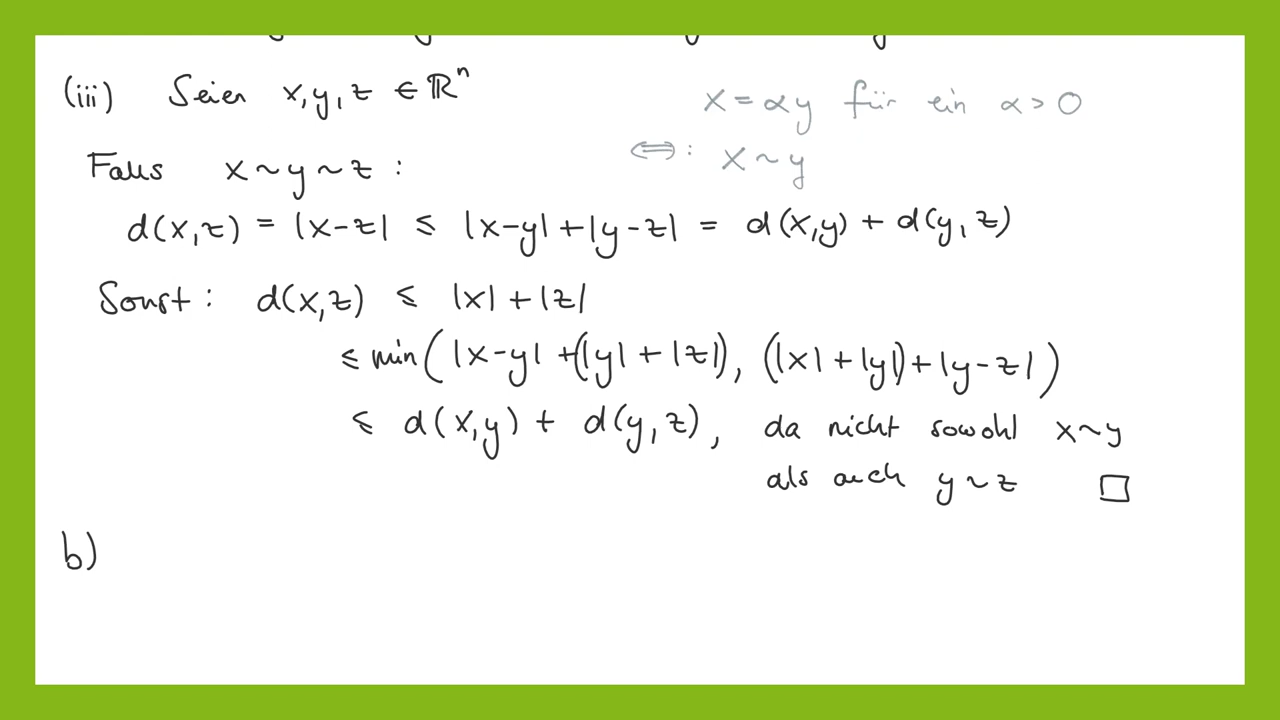 (iii) Seien x, y, z ∈ ℝⁿ
x = αy für ein α > 0
⇔: x ~ y
Falls x ~ y ~ z :
d(x,z) = |x-z| ≤ |x-y| + |y-z| = d(x,y) + d(y,z)
Sonst : d(x,z) ≤ |x| + |z|
≤ min( |x-y| + (|y| + |z|), (|x| + |y|) + |y-z| )
≤ d(x,y) + d(y,z), da nicht sowohl x~y
als auch y~z □
b)